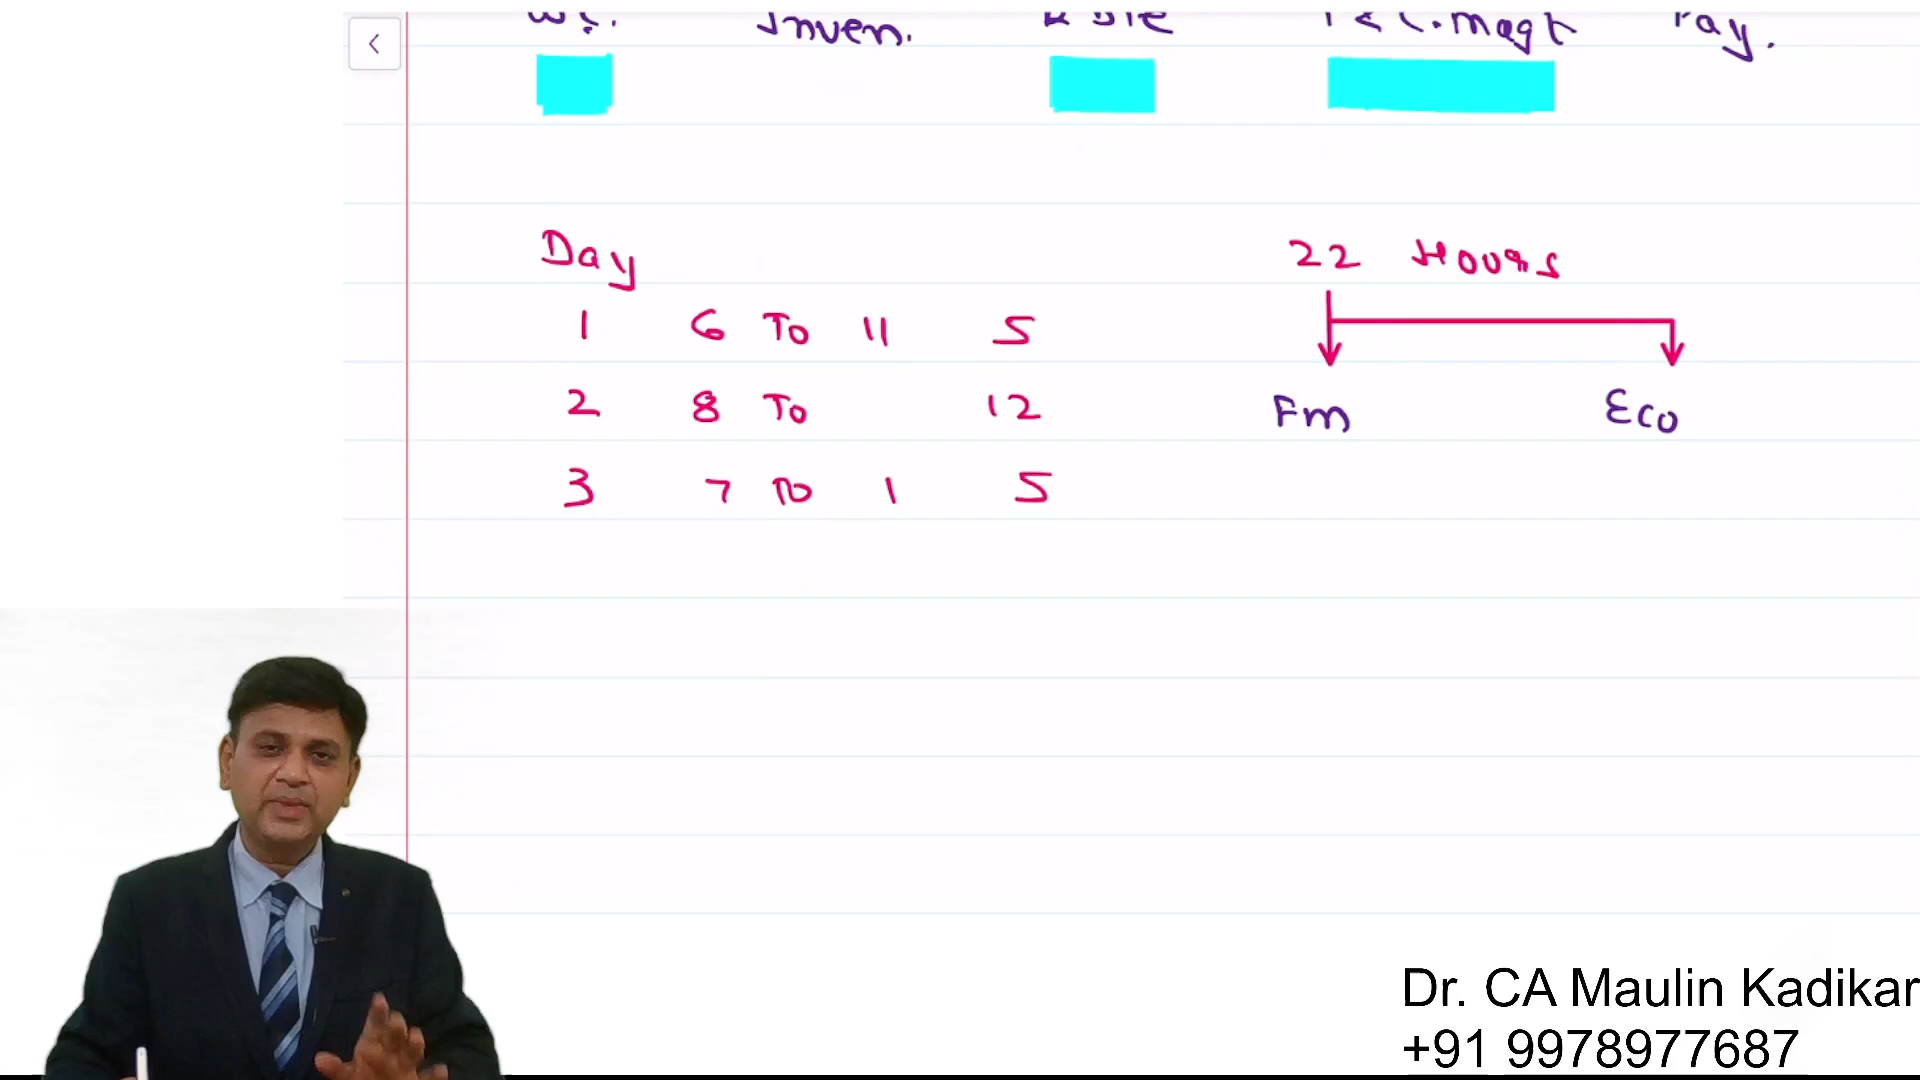 Inven. Pay.
Day 22 Hours
1 6 To 11 5
2 8 To 12 Fm Eco
3 7 To 1 5
Dr. CA Maulin Kadikar
+91 9978977687